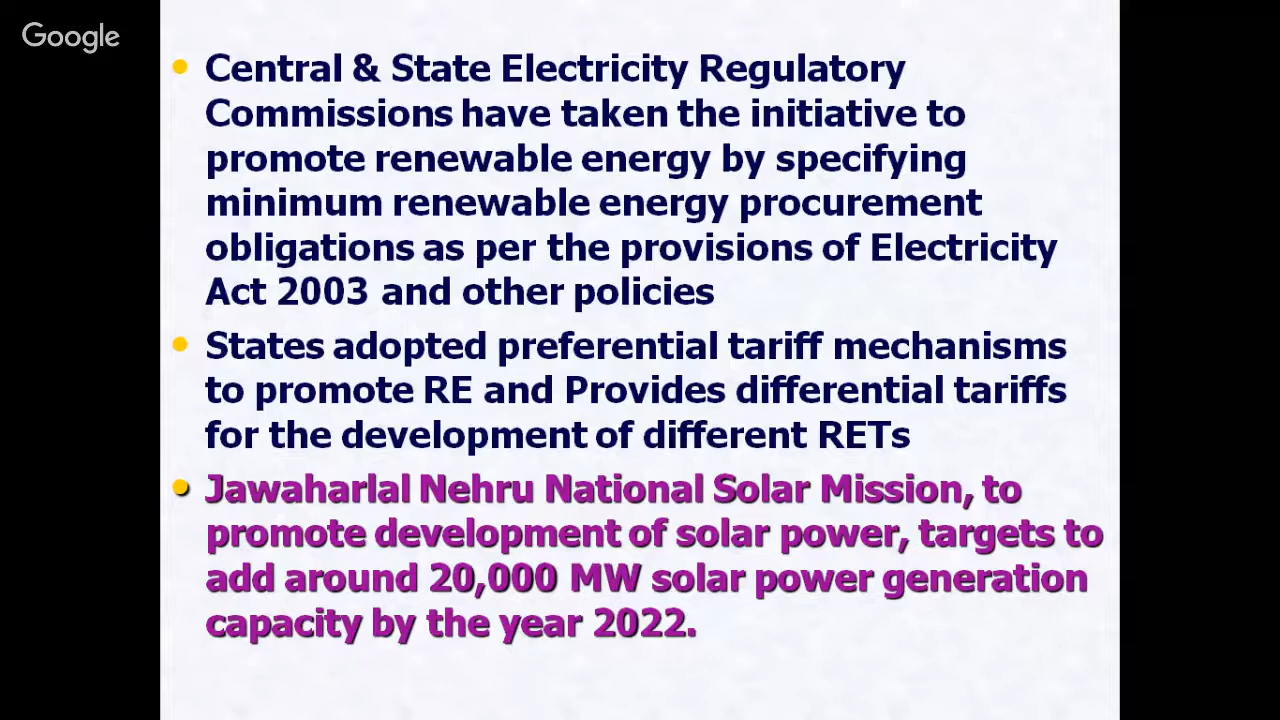 Google
• Central & State Electricity Regulatory
Commissions have taken the initiative to
promote renewable energy by specifying
minimum renewable energy procurement
obligations as per the provisions of Electricity
Act 2003 and other policies
• States adopted preferential tariff mechanisms
to promote RE and Provides differential tariffs
for the development of different RETs
• Jawaharlal Nehru National Solar Mission, to
promote development of solar power, targets to
add around 20,000 MW solar power generation
capacity by the year 2022.